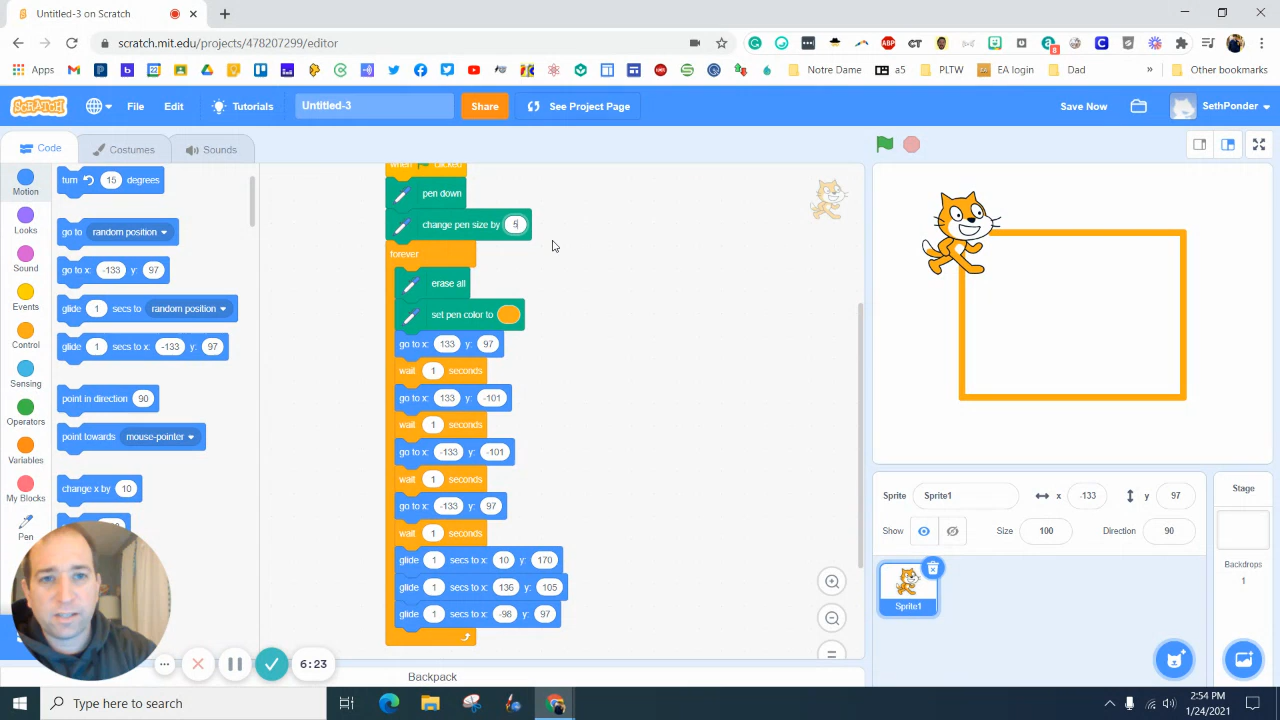 Untitled-3 on Scratch
scratch.mit.edu/projects/478207299/editor
Apps
Notre Dame
a5
PLTW
EA login
Dad
»
Other bookmarks
SCRATCH
File
Edit
Tutorials
Untitled-3
Share
See Project Page
Save Now
SethPonder
Code
Costumes
Sounds
Motion
Looks
Sound
Events
Control
Sensing
Operators
Variables
My Blocks
Pen
turn 15 degrees
go to random position
go to x: -133 y: 97
glide 1 secs to random position
glide 1 secs to x: -133 y: 97
point in direction 90
point towards mouse-pointer
change x by 10
pen down
change pen size by 5
forever
erase all
set pen color to
go to x: 133 y: 97
wait 1 seconds
go to x: 133 y: -101
wait 1 seconds
go to x: -133 y: -101
wait 1 seconds
go to x: -133 y: 97
wait 1 seconds
glide 1 secs to x: 10 y: 170
glide 1 secs to x: 136 y: 105
glide 1 secs to x: -98 y: 97
Sprite Sprite1 x -133 y 97
Show Size 100 Direction 90
Sprite1
Stage
Backdrops
1
6:23
Backpack
Type here to search
2:54 PM
1/24/2021